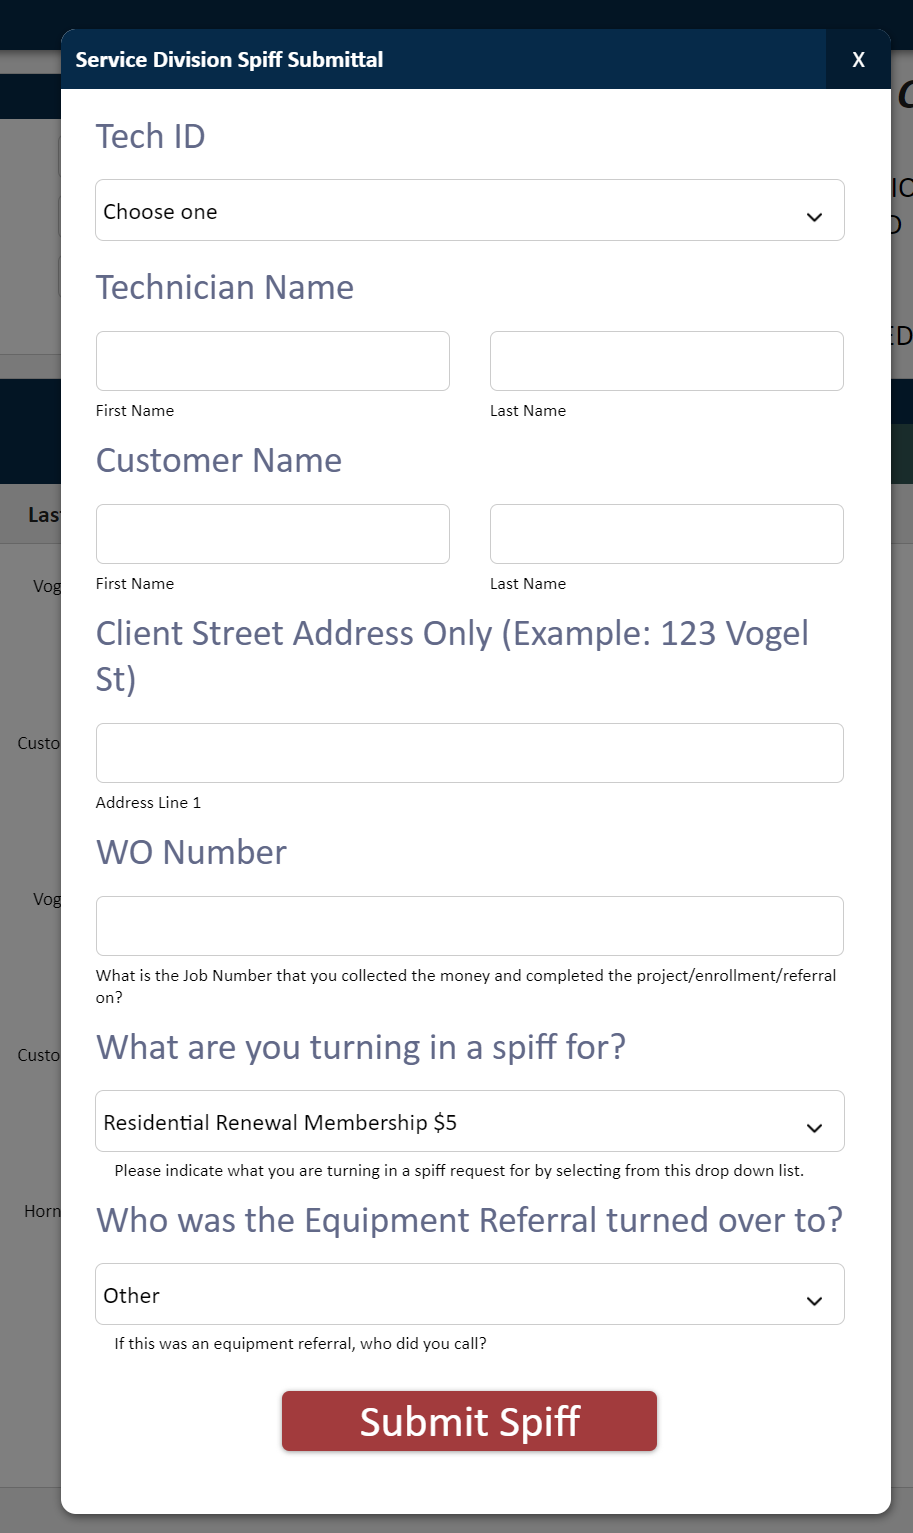 Service Division Spiff Submittal
X
Tech ID
Choose one
Technician Name
First Name
Last Name
Customer Name
First Name
Last Name
Client Street Address Only (Example: 123 Vogel
St)
Address Line 1
WO Number
What is the Job Number that you collected the money and completed the project/enrollment/referral
on?
What are you turning in a spiff for?
Residential Renewal Membership $5
Please indicate what you are turning in a spiff request for by selecting from this drop down list.
Who was the Equipment Referral turned over to?
Other
If this was an equipment referral, who did you call?
Submit Spiff
Las
Vog
Custo
Vog
Custo
Horn